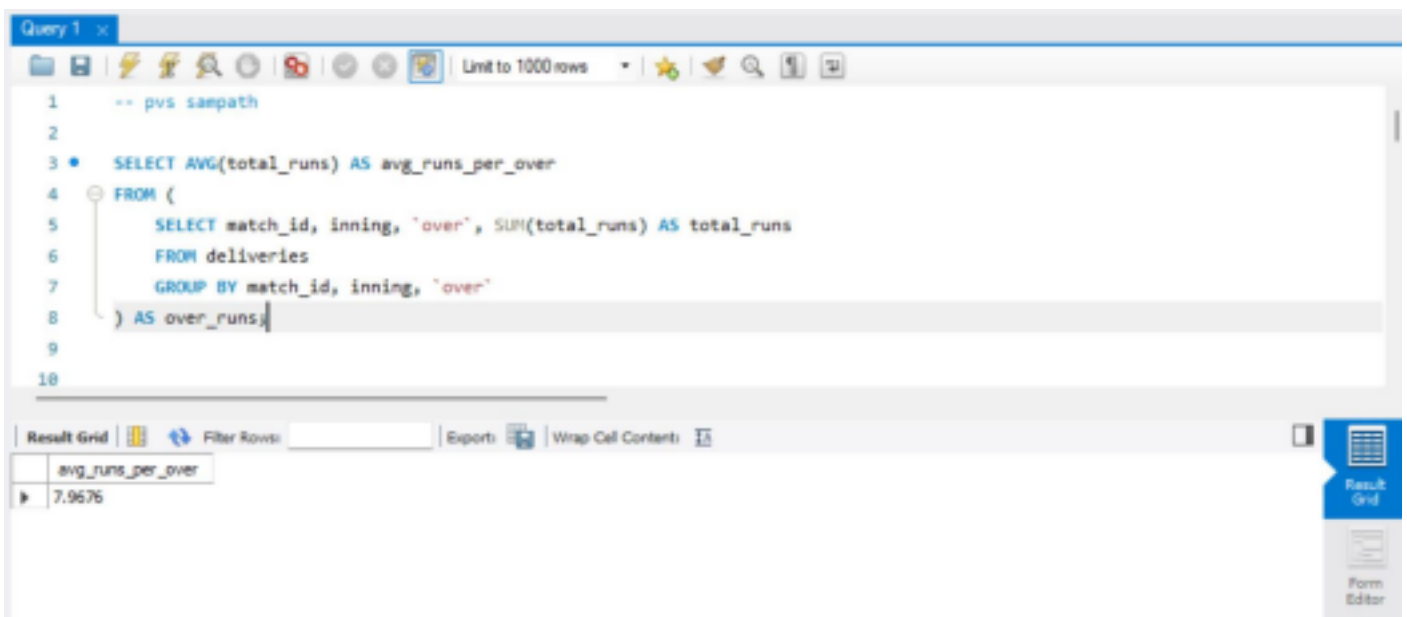 Query 1
Limit to 1000 rows
1 -- pvs sampath
2
3 SELECT AVG(total_runs) AS avg_runs_per_over
4 FROM (
5 SELECT match_id, inning, `over`, SUM(total_runs) AS total_runs
6 FROM deliveries
7 GROUP BY match_id, inning, `over`
8 ) AS over_runs;
9
10
Result Grid Filter Rows: Export: Wrap Cell Content:
avg_runs_per_over
7.9676
Result
Grid
Form
Editor